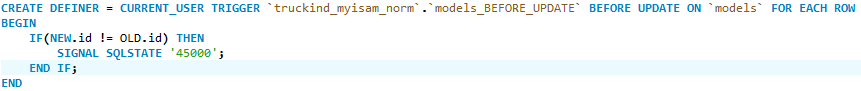 CREATE DEFINER = CURRENT_USER TRIGGER `truckind_myisam_norm`.`models_BEFORE_UPDATE` BEFORE UPDATE ON `models` FOR EACH ROW
BEGIN
    IF(NEW.id != OLD.id) THEN
        SIGNAL SQLSTATE '45000';
    END IF;
END